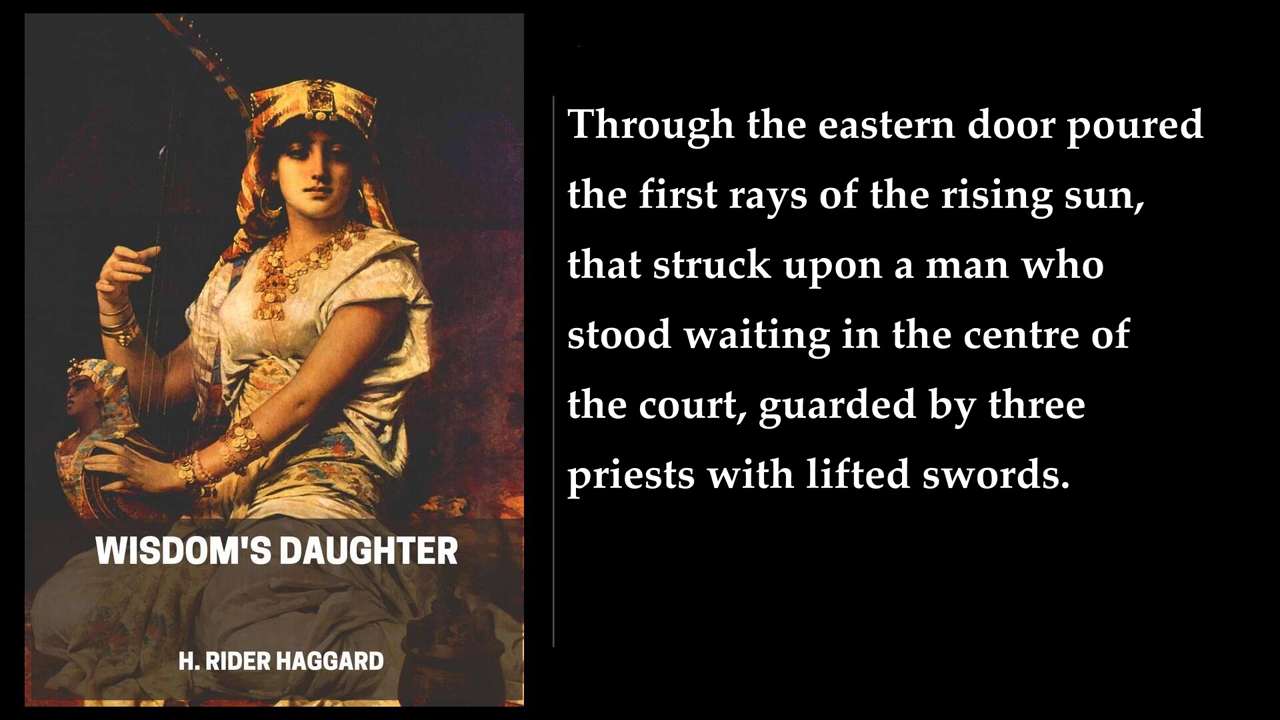 WISDOM'S DAUGHTER
H. RIDER HAGGARD
Through the eastern door poured
the first rays of the rising sun,
that struck upon a man who
stood waiting in the centre of
the court, guarded by three
priests with lifted swords.